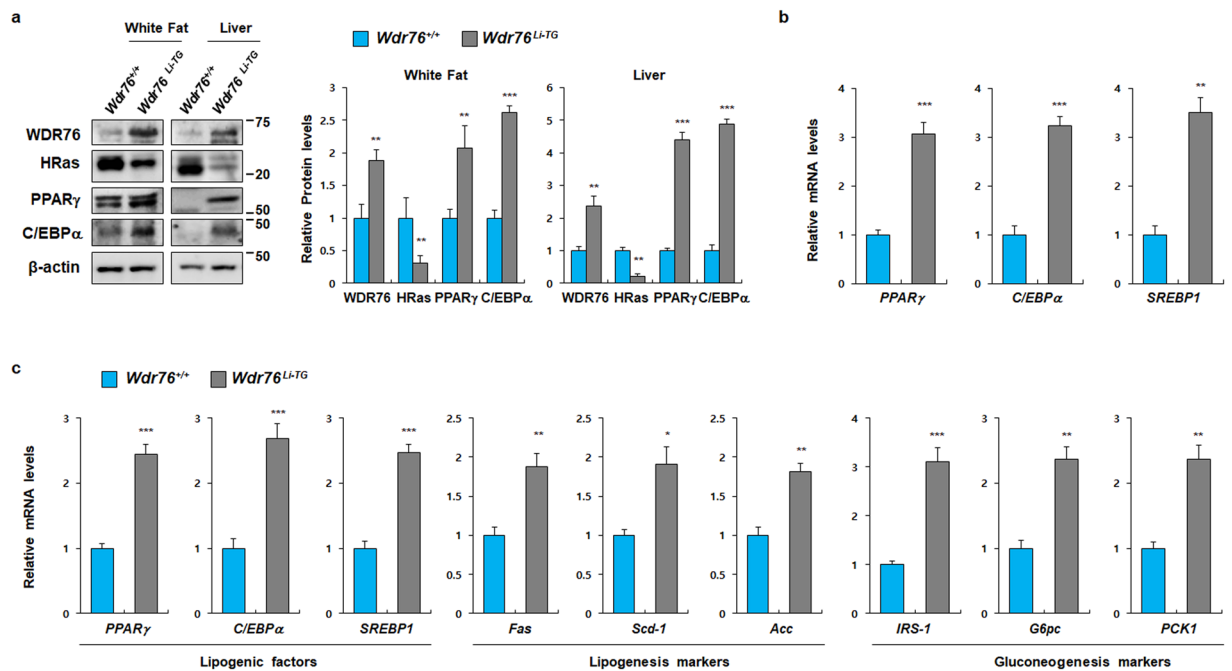 a
White Fat Liver
Wdr76+/+ Wdr76 Li-TG Wdr76+/+ Wdr76 Li-TG
WDR76
HRas
PPARγ
C/EBPα
β-actin
75
20
50
50
50
Wdr76+/+ Wdr76Li-TG
White Fat
Relative Protein levels
3
2.5
2
1.5
1
0.5
0
** ** ** ***
WDR76 HRas PPARγ C/EBPα
Liver
6
5
4
3
2
1
0
** ** *** ***
WDR76 HRas PPARγ C/EBPα
b
Relative mRNA levels
4
3
2
1
0
***
PPARγ
4
3
2
1
0
***
C/EBPα
4
3
2
1
0
**
SREBP1
c
Wdr76+/+ Wdr76Li-TG
Relative mRNA levels
3
2
1
0
***
PPARγ
3
2
1
0
***
C/EBPα
3
2
1
0
***
SREBP1
Lipogenic factors
2.5
2
1.5
1
0.5
0
**
Fas
2.5
2
1.5
1
0.5
0
*
Scd-1
2.5
2
1.5
1
0.5
0
**
Acc
Lipogenesis markers
4
3
2
1
0
***
IRS-1
3
2
1
0
**
G6pc
3
2
1
0
**
PCK1
Gluconeogenesis markers